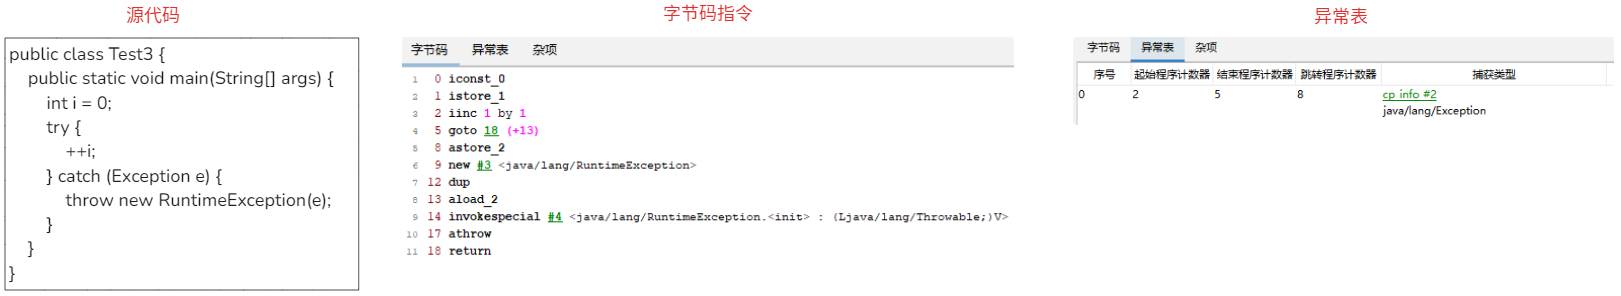 源代码
public class Test3 {
public static void main(String[] args) {
int i = 0;
try {
++i;
} catch (Exception e) {
throw new RuntimeException(e);
}
}
}
字节码指令
字节码 异常表 杂项
1 0 iconst_0
2 1 istore_1
3 2 iinc 1 by 1
4 5 goto 18 (+13)
5 8 astore_2
6 9 new #3 <java/lang/RuntimeException>
7 12 dup
8 13 aload_2
9 14 invokespecial #4 <java/lang/RuntimeException.<init> : (Ljava/lang/Throwable;)V>
10 17 athrow
11 18 return
异常表
字节码 异常表 杂项
序号 起始程序计数器 结束程序计数器 跳转程序计数器 捕获类型
0 2 5 8 cp info #2
java/lang/Exception